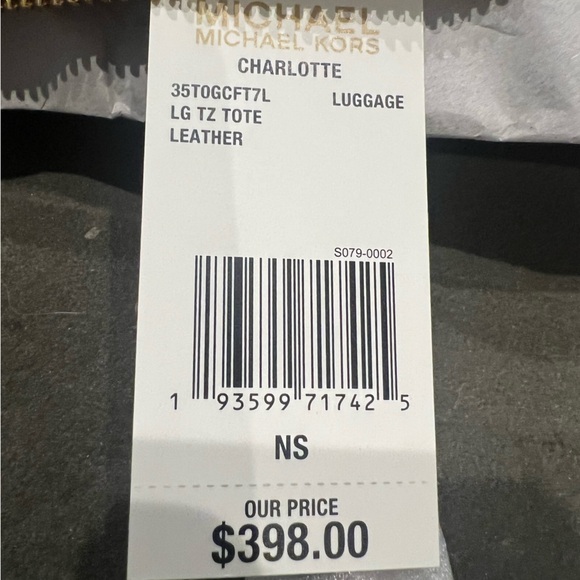 MICHAEL
MICHAEL KORS
CHARLOTTE
35T0GCFT7L LUGGAGE
LG TZ TOTE
LEATHER
S079-0002
1 93599 71742 5
NS
OUR PRICE
$398.00